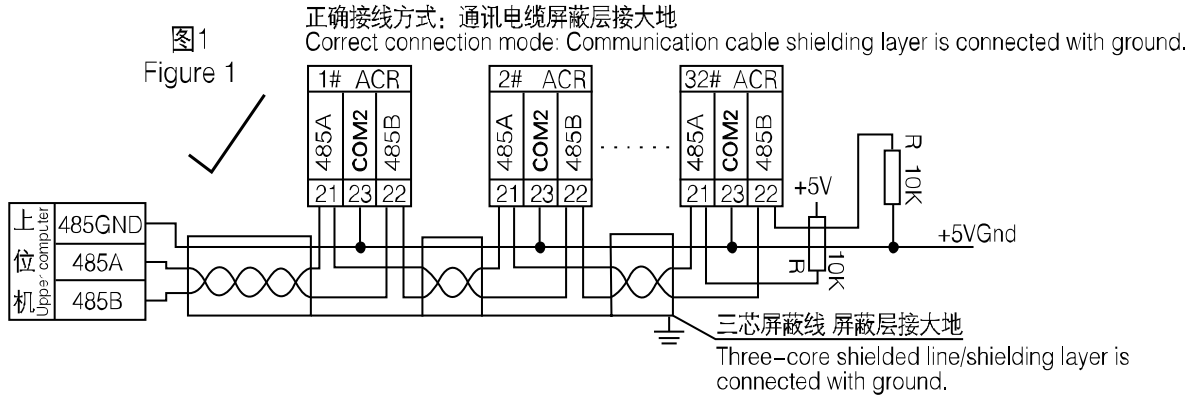 正确接线方式：通讯电缆屏蔽层接大地
Correct connection mode: Communication cable shielding layer is connected with ground.
图1
Figure 1
1# ACR
485A
COM2
485B
21 23 22
2# ACR
485A
COM2
485B
21 23 22
......
32# ACR
485A
COM2
485B
21 23 22
R
10K
+5V
R
10K
+5VGnd
上位机
Upper computer
485GND
485A
485B
三芯屏蔽线 屏蔽层接大地
Three-core shielded line/shielding layer is
connected with ground.